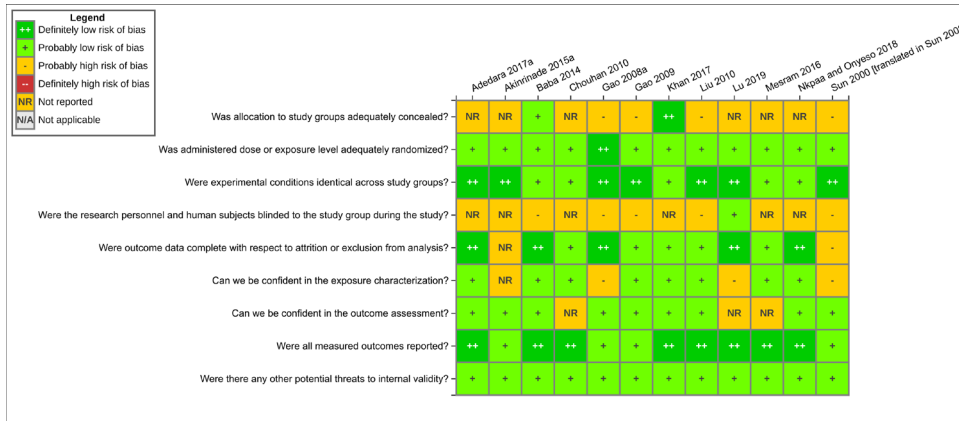 Legend
++ Definitely low risk of bias
+ Probably low risk of bias
- Probably high risk of bias
-- Definitely high risk of bias
NR Not reported
N/A Not applicable
Adedara 2017a
Akinrinade 2015a
Baba 2014
Chouhan 2010
Gao 2008a
Gao 2009
Khan 2017
Liu 2010
Lu 2019
Mesram 2016
Nkpaa and Onyeso 2018
Sun 2000 [translated in Sun
Was allocation to study groups adequately concealed? NR NR + NR - - ++ - NR NR NR -
Was administered dose or exposure level adequately randomized? + + + + ++ + + + + + + +
Were experimental conditions identical across study groups? ++ ++ + + ++ ++ + ++ ++ + + ++
Were the research personnel and human subjects blinded to the study group during the study? NR NR - NR - - NR - + NR NR -
Were outcome data complete with respect to attrition or exclusion from analysis? ++ NR ++ + ++ + + + ++ + ++ -
Can we be confident in the exposure characterization? + NR + + - + + + - + + -
Can we be confident in the outcome assessment? + + + NR + + + + NR NR + +
Were all measured outcomes reported? ++ + ++ ++ + + ++ ++ ++ ++ ++ +
Were there any other potential threats to internal validity? + + + + + + + + + + + +